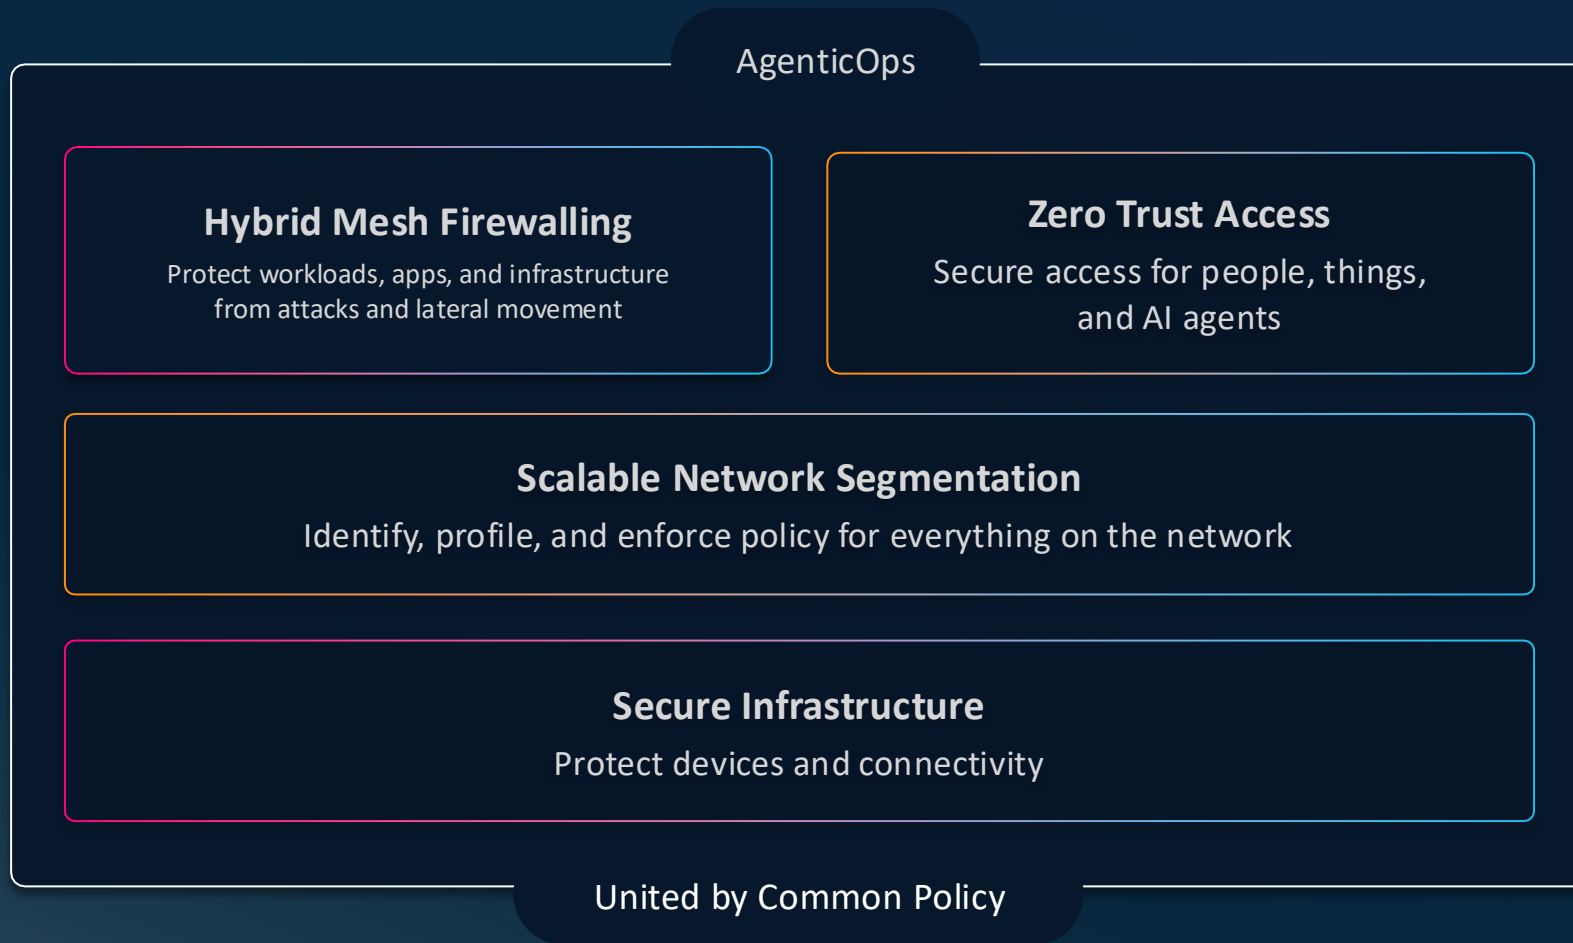 AgenticOps
Hybrid Mesh Firewalling
Protect workloads, apps, and infrastructure
from attacks and lateral movement
Zero Trust Access
Secure access for people, things,
and AI agents
Scalable Network Segmentation
Identify, profile, and enforce policy for everything on the network
Secure Infrastructure
Protect devices and connectivity
United by Common Policy